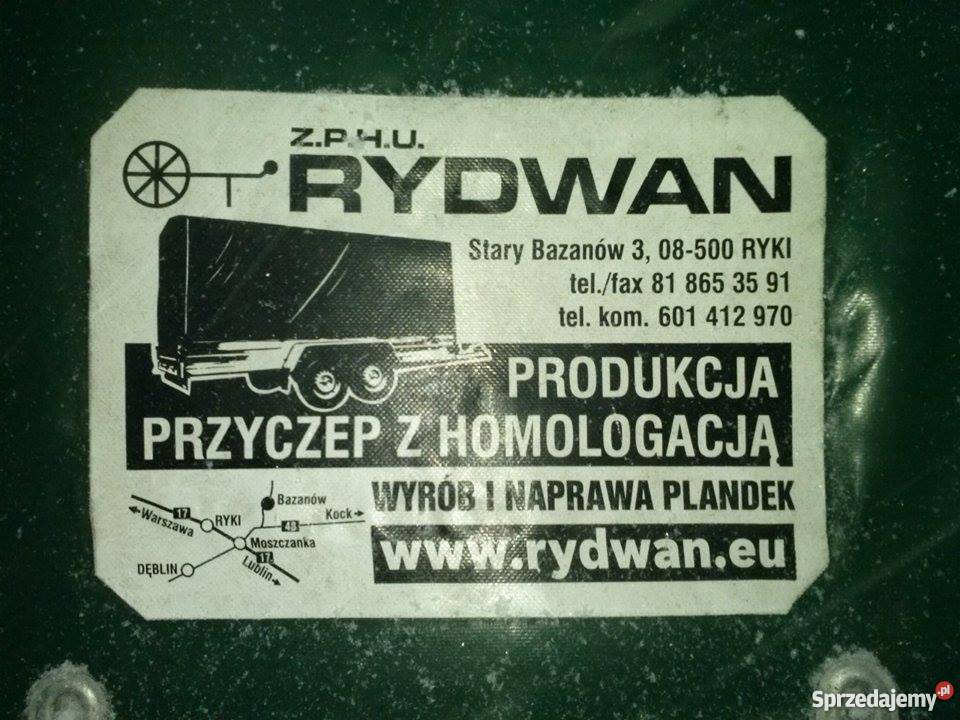 Z.P.H.U.
RYDWAN
Stary Bazanów 3, 08-500 RYKI
tel./fax 81 865 35 91
tel. kom. 601 412 970
PRODUKCJA
PRZYCZEP Z HOMOLOGACJĄ
WYRÓB I NAPRAWA PLANDEK
www.rydwan.eu
Bazanów
17
Warszawa
RYKI
48
Kock
Moszczanka
DĘBLIN
17
Lublin
Sprzedajemy.pl